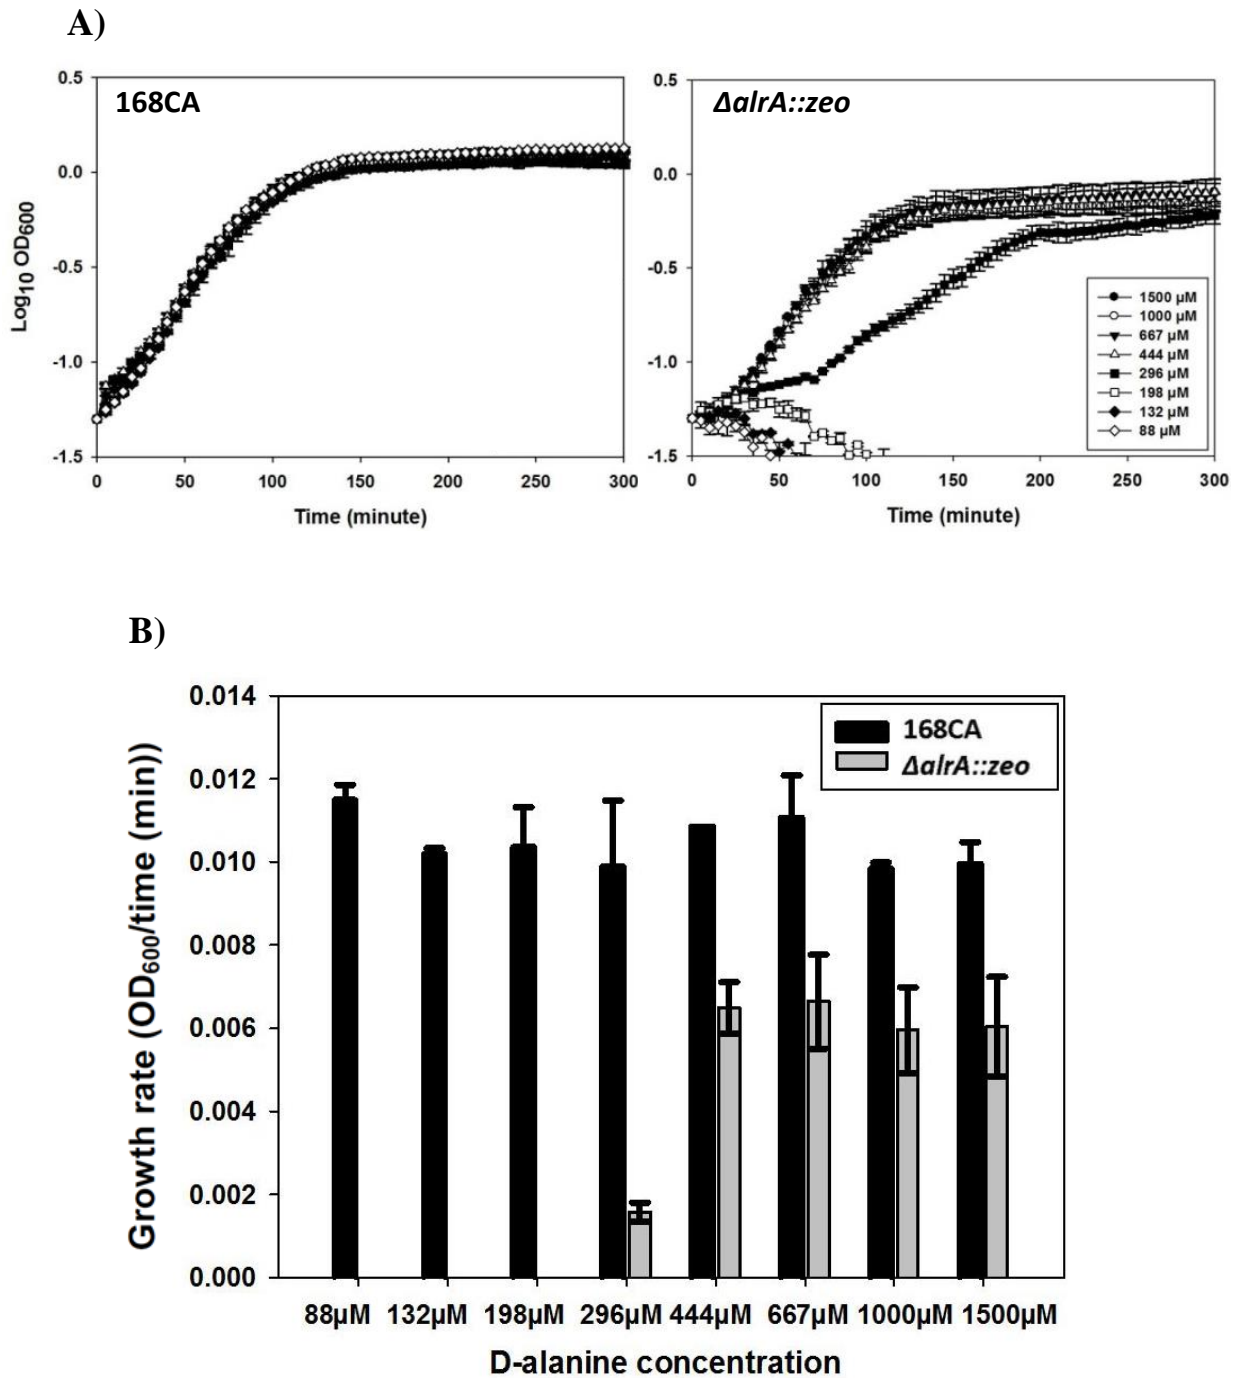 A)
168CA
ΔalrA::zeo
0.5
0.0
-0.5
-1.0
-1.5
Log10 OD600
0 50 100 150 200 250 300
Time (minute)
0.5
0.0
-0.5
-1.0
-1.5
1500 µM
1000 µM
667 µM
444 µM
296 µM
198 µM
132 µM
88 µM
0 50 100 150 200 250 300
Time (minute)
B)
168CA
ΔalrA::zeo
Growth rate (OD600/time (min))
0.014
0.012
0.010
0.008
0.006
0.004
0.002
0.000
88µM 132µM 198µM 296µM 444µM 667µM 1000µM 1500µM
D-alanine concentration